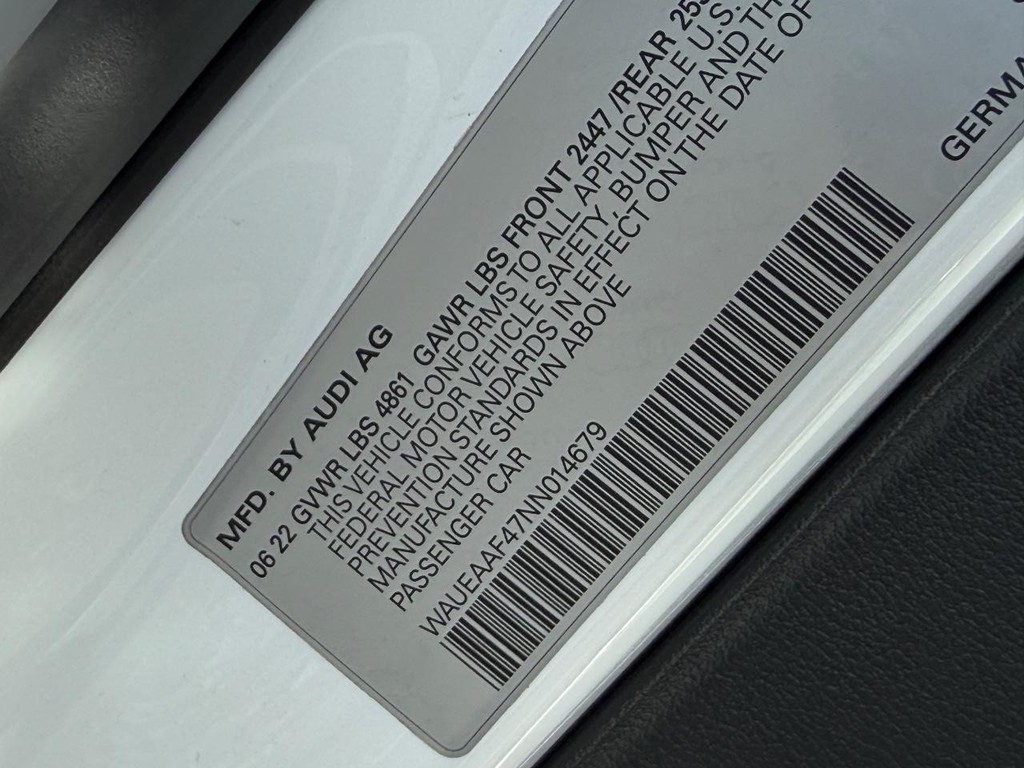 MFD. BY AUDI AG
06 22 GVWR LBS 4861 GAWR LBS FRONT 2447 /REAR
THIS VEHICLE CONFORMS TO ALL APPLICABLE U.S.
FEDERAL MOTOR VEHICLE SAFETY, BUMPER AND
PREVENTION STANDARDS IN EFFECT ON THE DATE OF
MANUFACTURE SHOWN ABOVE
PASSENGER CAR
WAUEAAF47NN014679